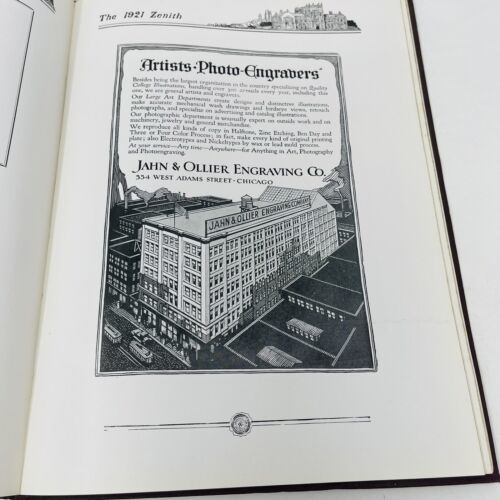 The 1921 Zenith
Artists-Photo-Engravers
Besides being the largest organization in the country specializing on Quality
College Illustrations, handling over 300 annuals every year, including this
one, we are general artists and engravers.
Our Large Art Departments create designs and distinctive illustrations,
make accurate mechanical wash drawings and birdseye views, retouch
photographs, and specialize on advertising and catalog illustrations.
Our photographic department is unusually expert on outside work and on
machinery, jewelry and general merchandise.
We reproduce all kinds of copy in Halftone, Zinc Etching, Ben Day and
Three or Four Color Process; in fact, make every kind of original printing
plate; also Electrotypes and Nickeltypes by wax or lead mold process.
At your service—Any time—Anywhere—for Anything in Art, Photography
and Photoengraving.
JAHN & OLLIER ENGRAVING CO.
554 WEST ADAMS STREET - CHICAGO
JAHN & OLLIER ENGRAVING COMPANY